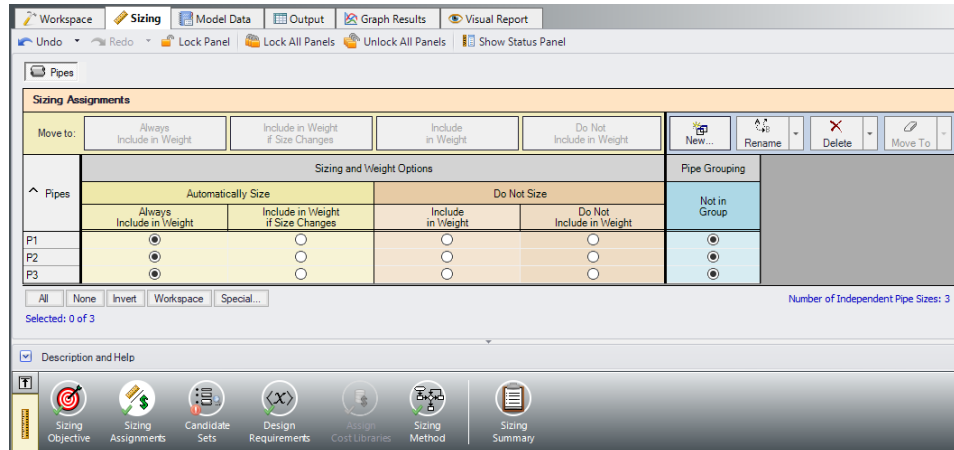 Workspace Sizing Model Data Output Graph Results Visual Report
Undo Redo Lock Panel Lock All Panels Unlock All Panels Show Status Panel
Pipes
Sizing Assignments
Move to: Always Include in Weight Include in Weight if Size Changes Include in Weight Do Not Include in Weight New... Rename Delete Move To
Sizing and Weight Options Pipe Grouping
^ Pipes Automatically Size Do Not Size Not in Group
Always Include in Weight Include in Weight if Size Changes Include in Weight Do Not Include in Weight
P1
P2
P3
All None Invert Workspace Special... Number of Independent Pipe Sizes: 3
Selected: 0 of 3
Description and Help
Sizing Objective Sizing Assignments Candidate Sets Design Requirements Assign Cost Libraries Sizing Method Sizing Summary